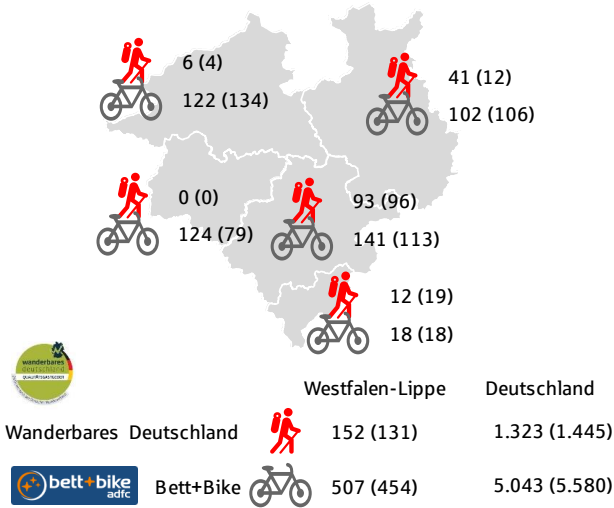 6 (4)
122 (134)
41 (12)
102 (106)
0 (0)
124 (79)
93 (96)
141 (113)
12 (19)
18 (18)
wanderbares
deutschland
Westfalen-Lippe Deutschland
Wanderbares Deutschland 152 (131) 1.323 (1.445)
bett+bike
adfc
Bett+Bike 507 (454) 5.043 (5.580)